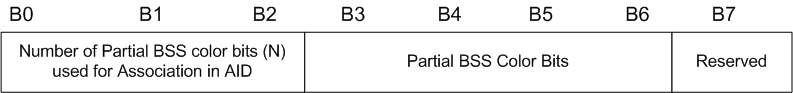 B0 B1 B2 B3 B4 B5 B6 B7
Number of Partial BSS color bits (N)
used for Association in AID
Partial BSS Color Bits
Reserved